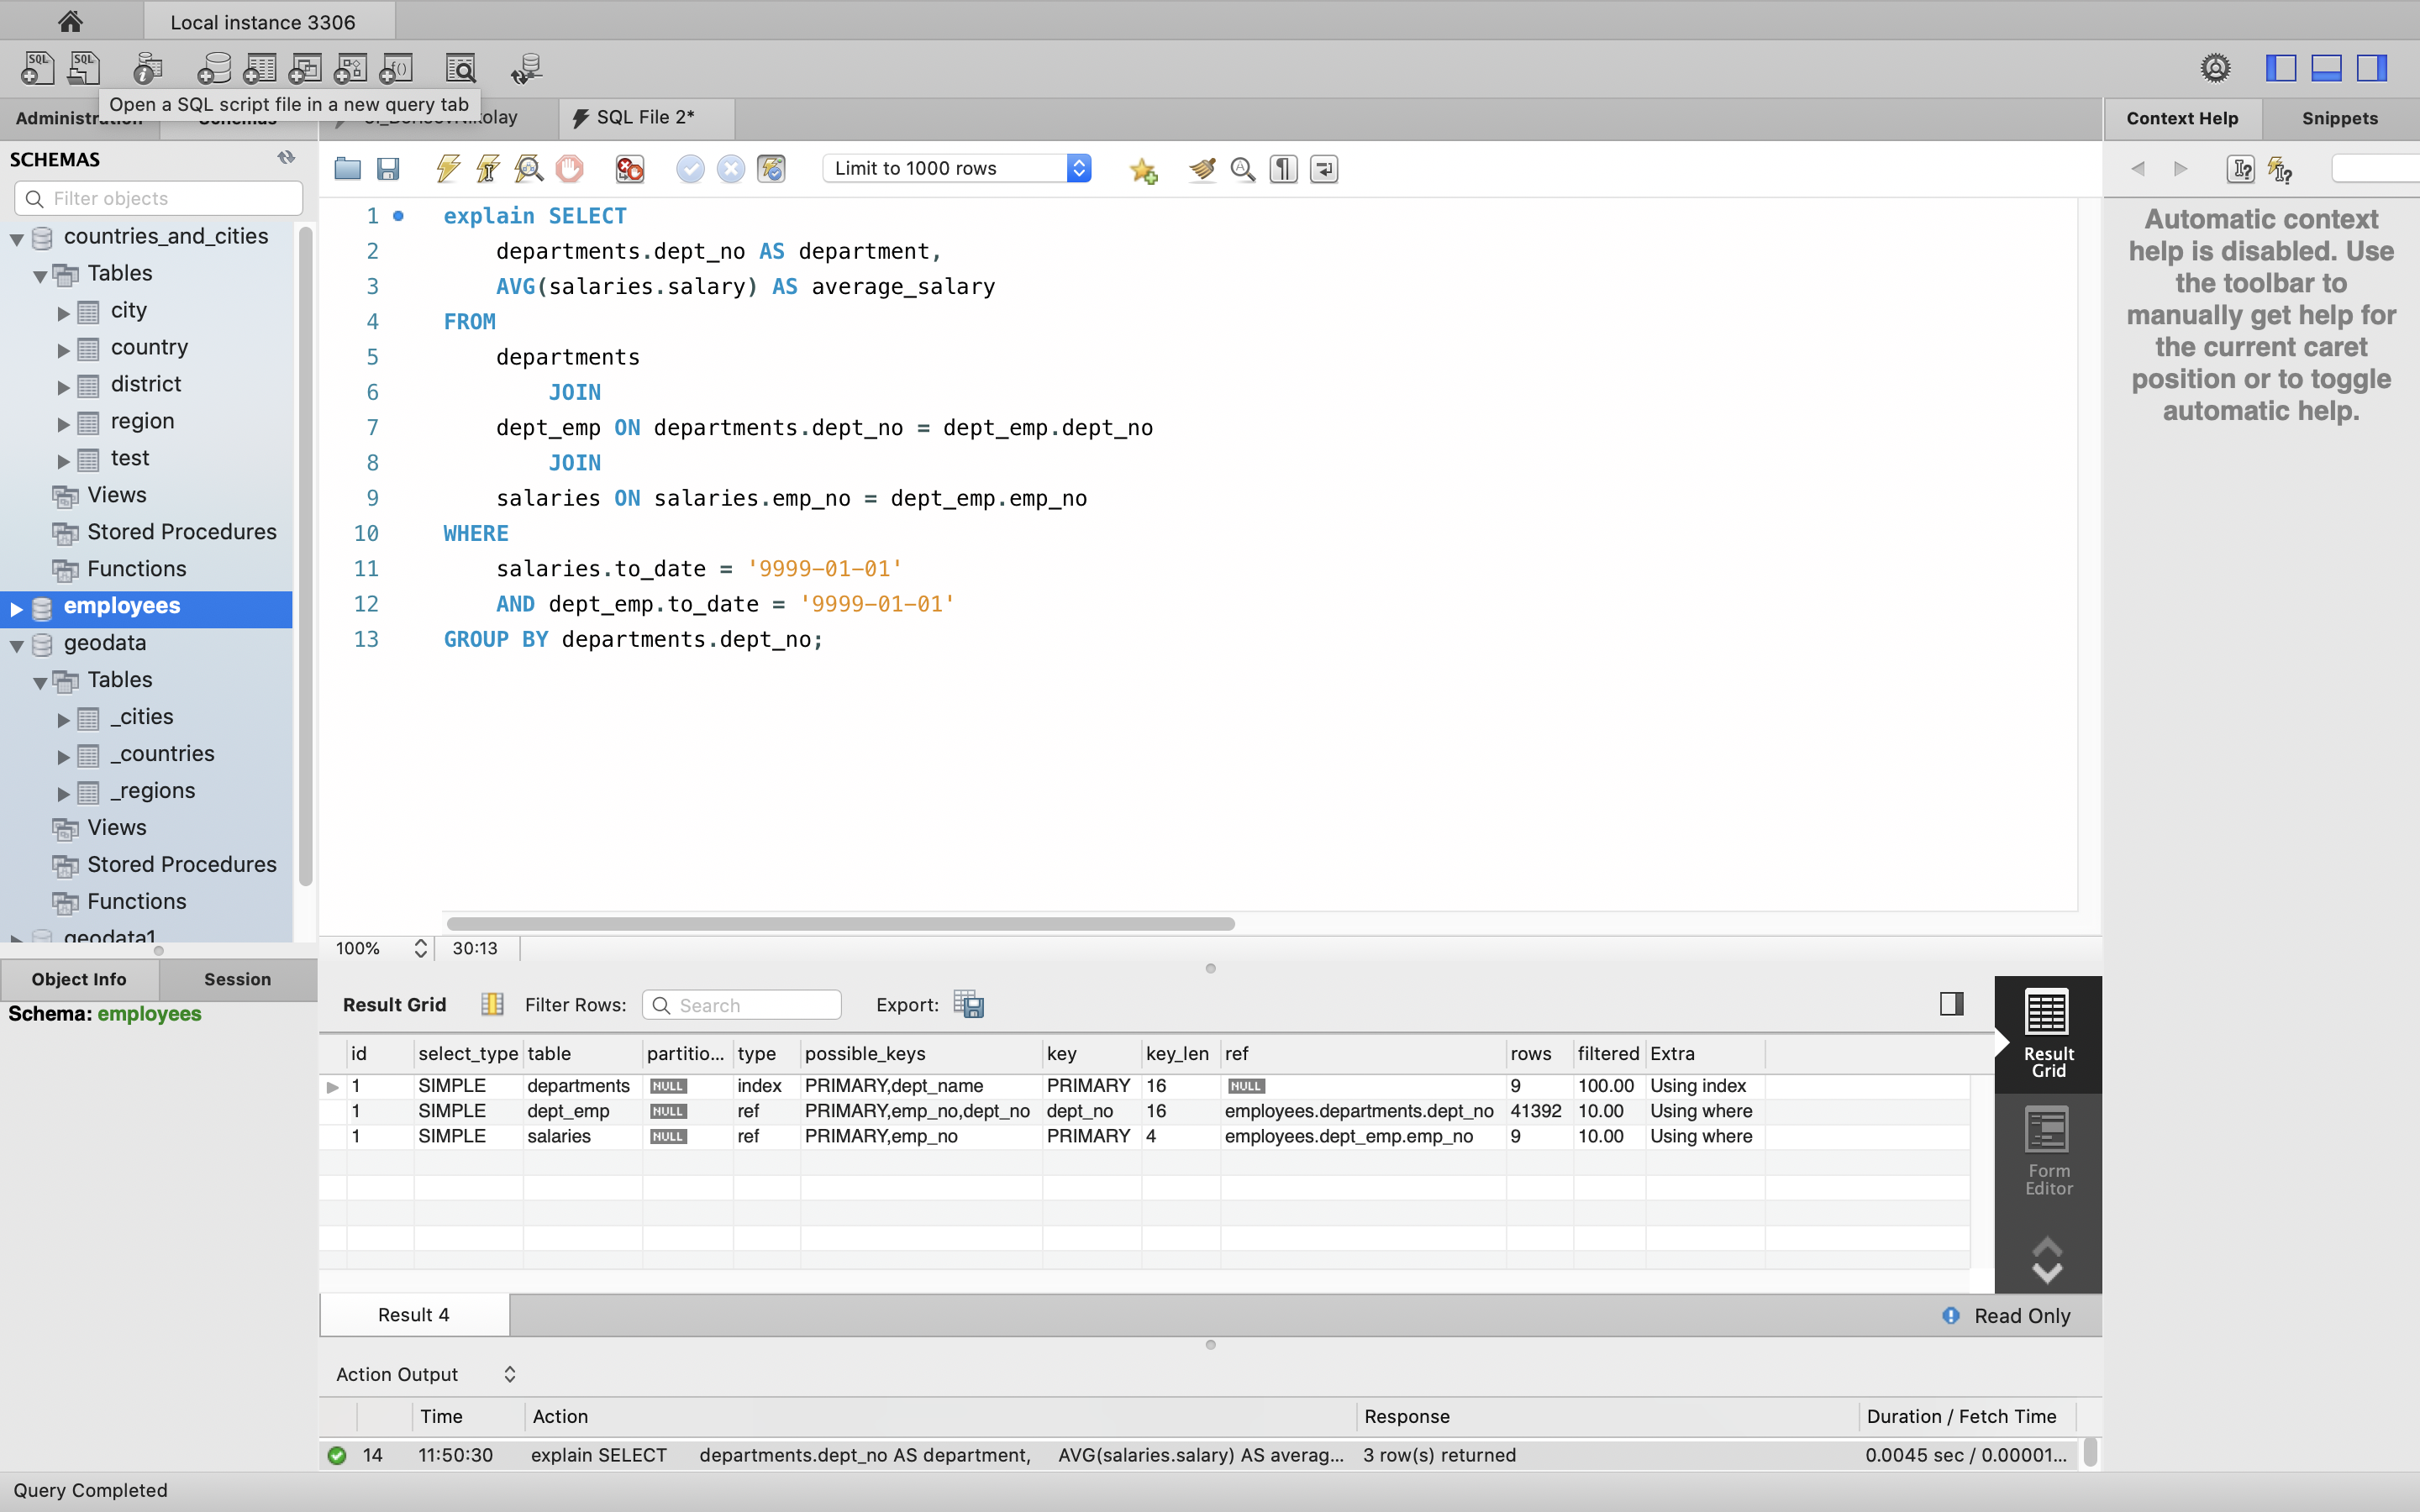 Local instance 3306
SQL SQL
Open a SQL script file in a new query tab
SQL File 2*
Context Help Snippets
SCHEMAS
Filter objects
Limit to 1000 rows
countries_and_cities
Tables
city
country
district
region
test
Views
Stored Procedures
Functions
employees
geodata
Tables
_cities
_countries
_regions
Views
Stored Procedures
Functions
geodata1
Object Info Session
Schema: employees
1 explain SELECT
2 departments.dept_no AS department,
3 AVG(salaries.salary) AS average_salary
4 FROM
5 departments
6 JOIN
7 dept_emp ON departments.dept_no = dept_emp.dept_no
8 JOIN
9 salaries ON salaries.emp_no = dept_emp.emp_no
10 WHERE
11 salaries.to_date = '9999-01-01'
12 AND dept_emp.to_date = '9999-01-01'
13 GROUP BY departments.dept_no;
100% 30:13
Automatic context
help is disabled. Use
the toolbar to
manually get help for
the current caret
position or to toggle
automatic help.
Result Grid Filter Rows: Search Export:
id select_type table partitio... type possible_keys key key_len ref rows filtered Extra
1 SIMPLE departments NULL index PRIMARY,dept_name PRIMARY 16 NULL 9 100.00 Using index
1 SIMPLE dept_emp NULL ref PRIMARY,emp_no,dept_no dept_no 16 employees.departments.dept_no 41392 10.00 Using where
1 SIMPLE salaries NULL ref PRIMARY,emp_no PRIMARY 4 employees.dept_emp.emp_no 9 10.00 Using where
Result
Grid
Form
Editor
Result 4 Read Only
Action Output
Time Action Response Duration / Fetch Time
14 11:50:30 explain SELECT departments.dept_no AS department, AVG(salaries.salary) AS averag... 3 row(s) returned 0.0045 sec / 0.00001...
Query Completed